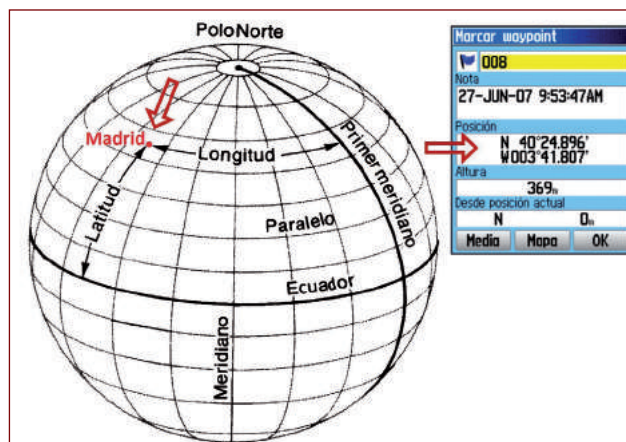 PoloNorte
Madrid
Longitud
Primer meridiano
Latitud
Paralelo
Ecuador
Meridiano
Marcar waypoint
008
Nota
27-JUN-07 9:53:47AM
Posición
N 40°24.896'
W003°41.807'
Altura
369m
Desde posición actual
N 0m
Media Mapa OK